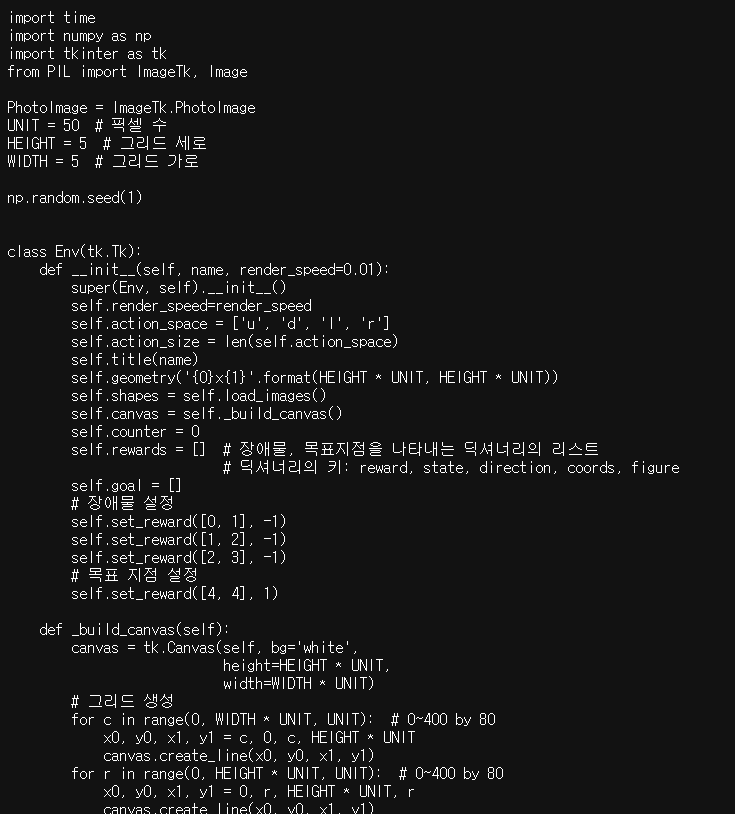 import time
import numpy as np
import tkinter as tk
from PIL import ImageTk, Image

PhotoImage = ImageTk.PhotoImage
UNIT = 50  # 픽셀 수
HEIGHT = 5  # 그리드 세로
WIDTH = 5  # 그리드 가로

np.random.seed(1)


class Env(tk.Tk):
    def __init__(self, name, render_speed=0.01):
        super(Env, self).__init__()
        self.render_speed=render_speed
        self.action_space = ['u', 'd', 'l', 'r']
        self.action_size = len(self.action_space)
        self.title(name)
        self.geometry('{0}x{1}'.format(HEIGHT * UNIT, HEIGHT * UNIT))
        self.shapes = self.load_images()
        self.canvas = self._build_canvas()
        self.counter = 0
        self.rewards = []  # 장애물, 목표지점을 나타내는 딕셔너리의 리스트
                           # 딕셔너리의 키: reward, state, direction, coords, figure
        self.goal = []
        # 장애물 설정
        self.set_reward([0, 1], -1)
        self.set_reward([1, 2], -1)
        self.set_reward([2, 3], -1)
        # 목표 지점 설정
        self.set_reward([4, 4], 1)

    def _build_canvas(self):
        canvas = tk.Canvas(self, bg='white',
                           height=HEIGHT * UNIT,
                           width=WIDTH * UNIT)
        # 그리드 생성
        for c in range(0, WIDTH * UNIT, UNIT):  # 0~400 by 80
            x0, y0, x1, y1 = c, 0, c, HEIGHT * UNIT
            canvas.create_line(x0, y0, x1, y1)
        for r in range(0, HEIGHT * UNIT, UNIT):  # 0~400 by 80
            x0, y0, x1, y1 = 0, r, HEIGHT * UNIT, r
            canvas.create_line(x0, y0, x1, y1)